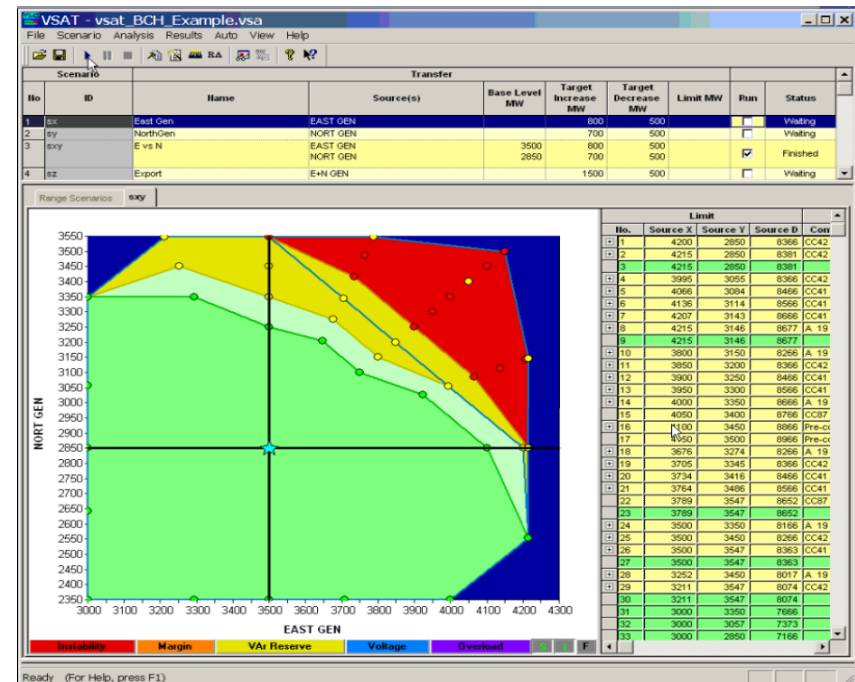 VSAT - vsat_BCH_Example.vsa
File Scenario Analysis Results Auto View Help
RA
Scenario Transfer
No ID Name Source(s) Base Level MW Target Increase MW Target Decrease MW Limit MW Run Status
1 sx East Gen EAST GEN 800 500 Waiting
2 sy NorthGen NORT GEN 700 500 Waiting
3 sxy E vs N EAST GEN 3500 800 500 Finished
NORT GEN 2850 700 500
4 sz Export E+N GEN 1500 500 Waiting
Range Scenarios sxy
Limit
No. Source X Source Y Source D Con
1 4200 2850 8366 CC42
2 4215 2850 8381 CC42
3 4215 2850 8381
4 3995 3055 8366 CC42
5 4066 3084 8466 CC41
6 4136 3114 8566 CC41
7 4207 3143 8666 CC41
8 4215 3146 8677 A 19
9 4215 3146 8677
10 3800 3150 8266 A 19
11 3850 3200 8366 CC42
12 3900 3250 8466 CC41
13 3950 3300 8566 CC41
14 4000 3350 8666 A 19
15 4050 3400 8766 CC87
16 4100 3450 8866 Pre-co
17 4150 3500 8966 Pre-co
18 3676 3274 8266 A 19
19 3705 3345 8366 CC42
20 3734 3416 8466 CC41
21 3764 3486 8566 CC41
22 3789 3547 8652 CC87
23 3789 3547 8652
24 3500 3350 8166 A 19
25 3500 3450 8266 CC42
26 3500 3547 8363 CC41
27 3500 3547 8363
28 3252 3450 8017 A 19
29 3211 3547 8074 CC42
30 3211 3547 8074
31 3000 3350 7666
32 3000 3057 7373
33 3000 2850 7166
NORT GEN
3550
3500
3450
3400
3350
3300
3250
3200
3150
3100
3050
3000
2950
2900
2850
2800
2750
2700
2650
2600
2550
2500
2450
2400
2350
3000 3100 3200 3300 3400 3500 3600 3700 3800 3900 4000 4100 4200 4300
EAST GEN
Instability Margin VAr Reserve Voltage Overload S I F
Ready (For Help, press F1)